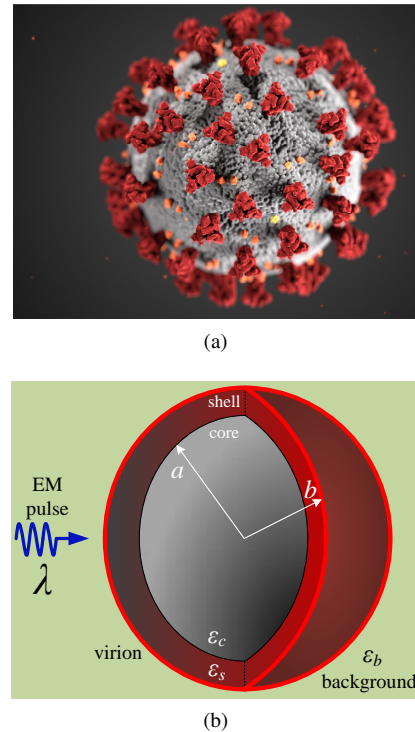 (a)
shell
core
a
b
EM
pulse
λ
ε_c
virion
ε_s
ε_b
background
(b)